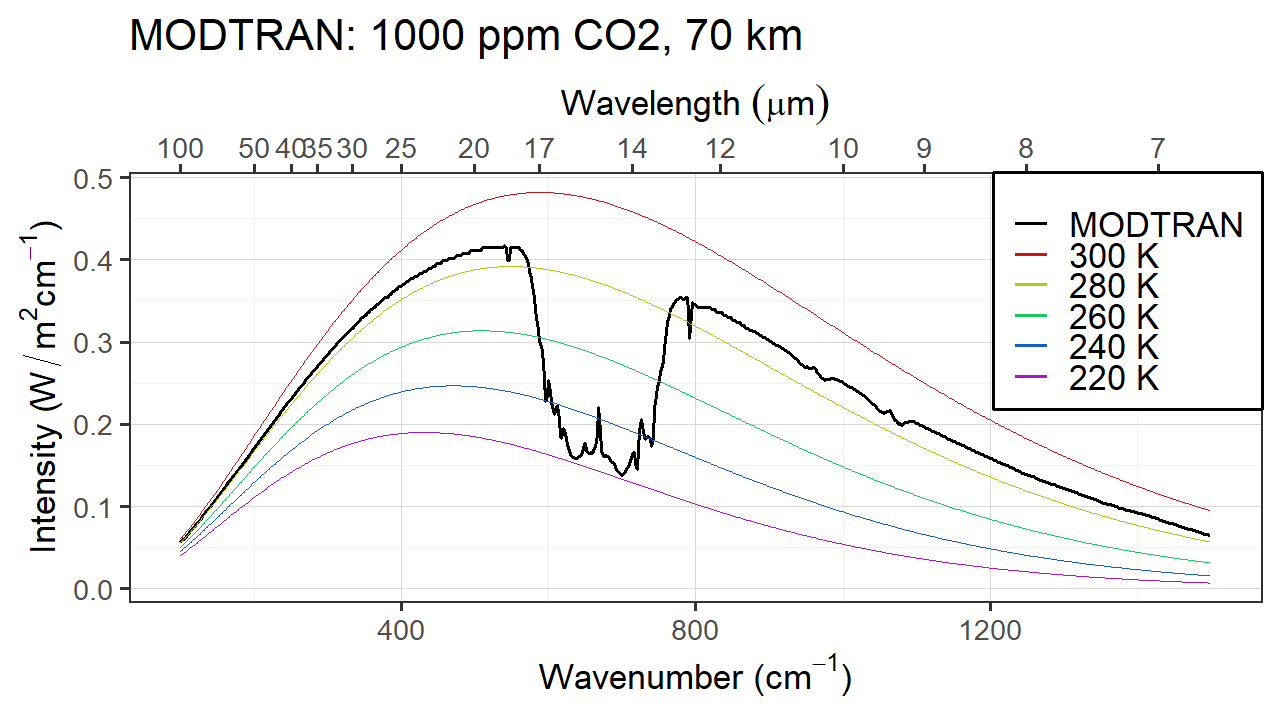 MODTRAN: 1000 ppm CO2, 70 km
Wavelength (μm)
100 50 40 35 30 25 20 17 14 12 10 9 8 7
0.5
0.4
0.3
0.2
0.1
0.0
Intensity (W / m²cm⁻¹)
MODTRAN
300 K
280 K
260 K
240 K
220 K
400 800 1200
Wavenumber (cm⁻¹)